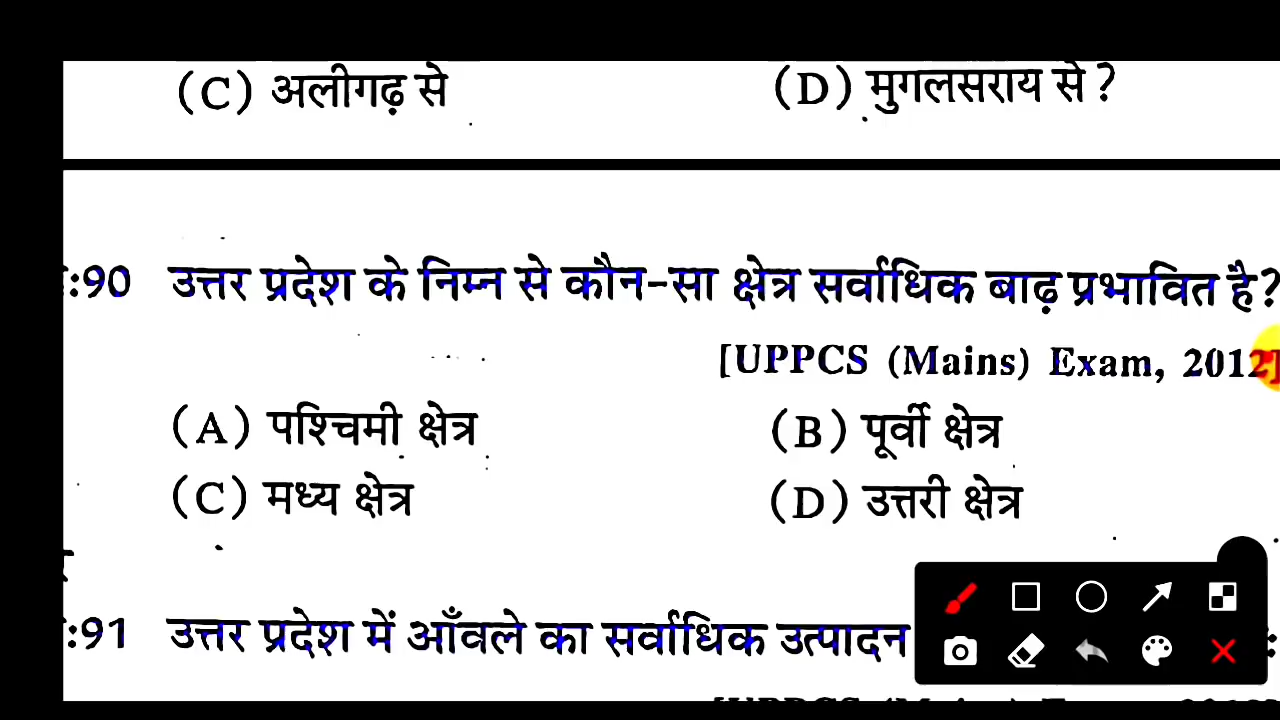 (C) अलीगढ़ से (D) मुगलसराय से ?
:90 उत्तर प्रदेश के निम्न से कौन-सा क्षेत्र सर्वाधिक बाढ़ प्रभावित है?
[UPPCS (Mains) Exam, 2012]
(A) पश्चिमी क्षेत्र (B) पूर्वी क्षेत्र
(C) मध्य क्षेत्र (D) उत्तरी क्षेत्र
:91 उत्तर प्रदेश में आँवले का सर्वाधिक उत्पादन